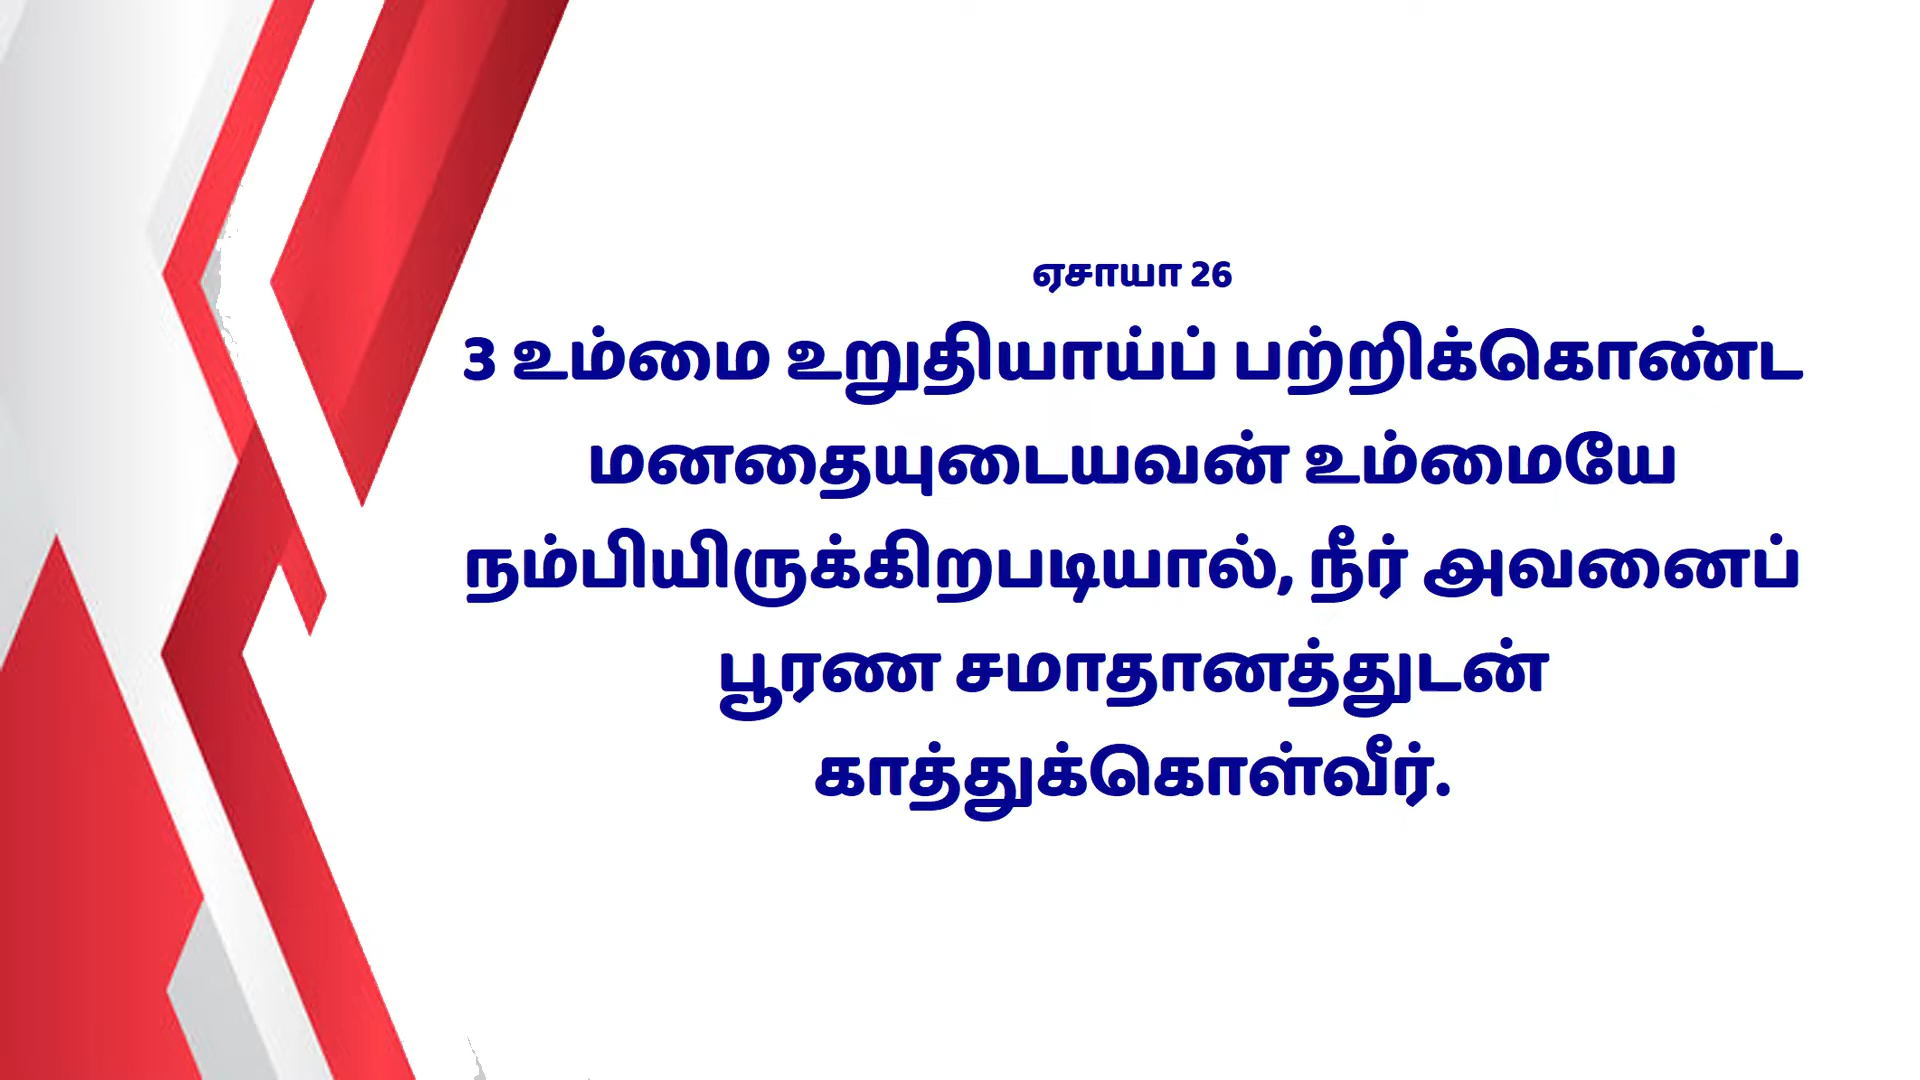 ஏசாயா 26
3 உம்மை உறுதியாய்ப் பற்றிக்கொண்ட
மனதையுடையவன் உம்மையே
நம்பியிருக்கிறபடியால், நீர் அவனைப்
பூரண சமாதானத்துடன்
காத்துக்கொள்வீர்.